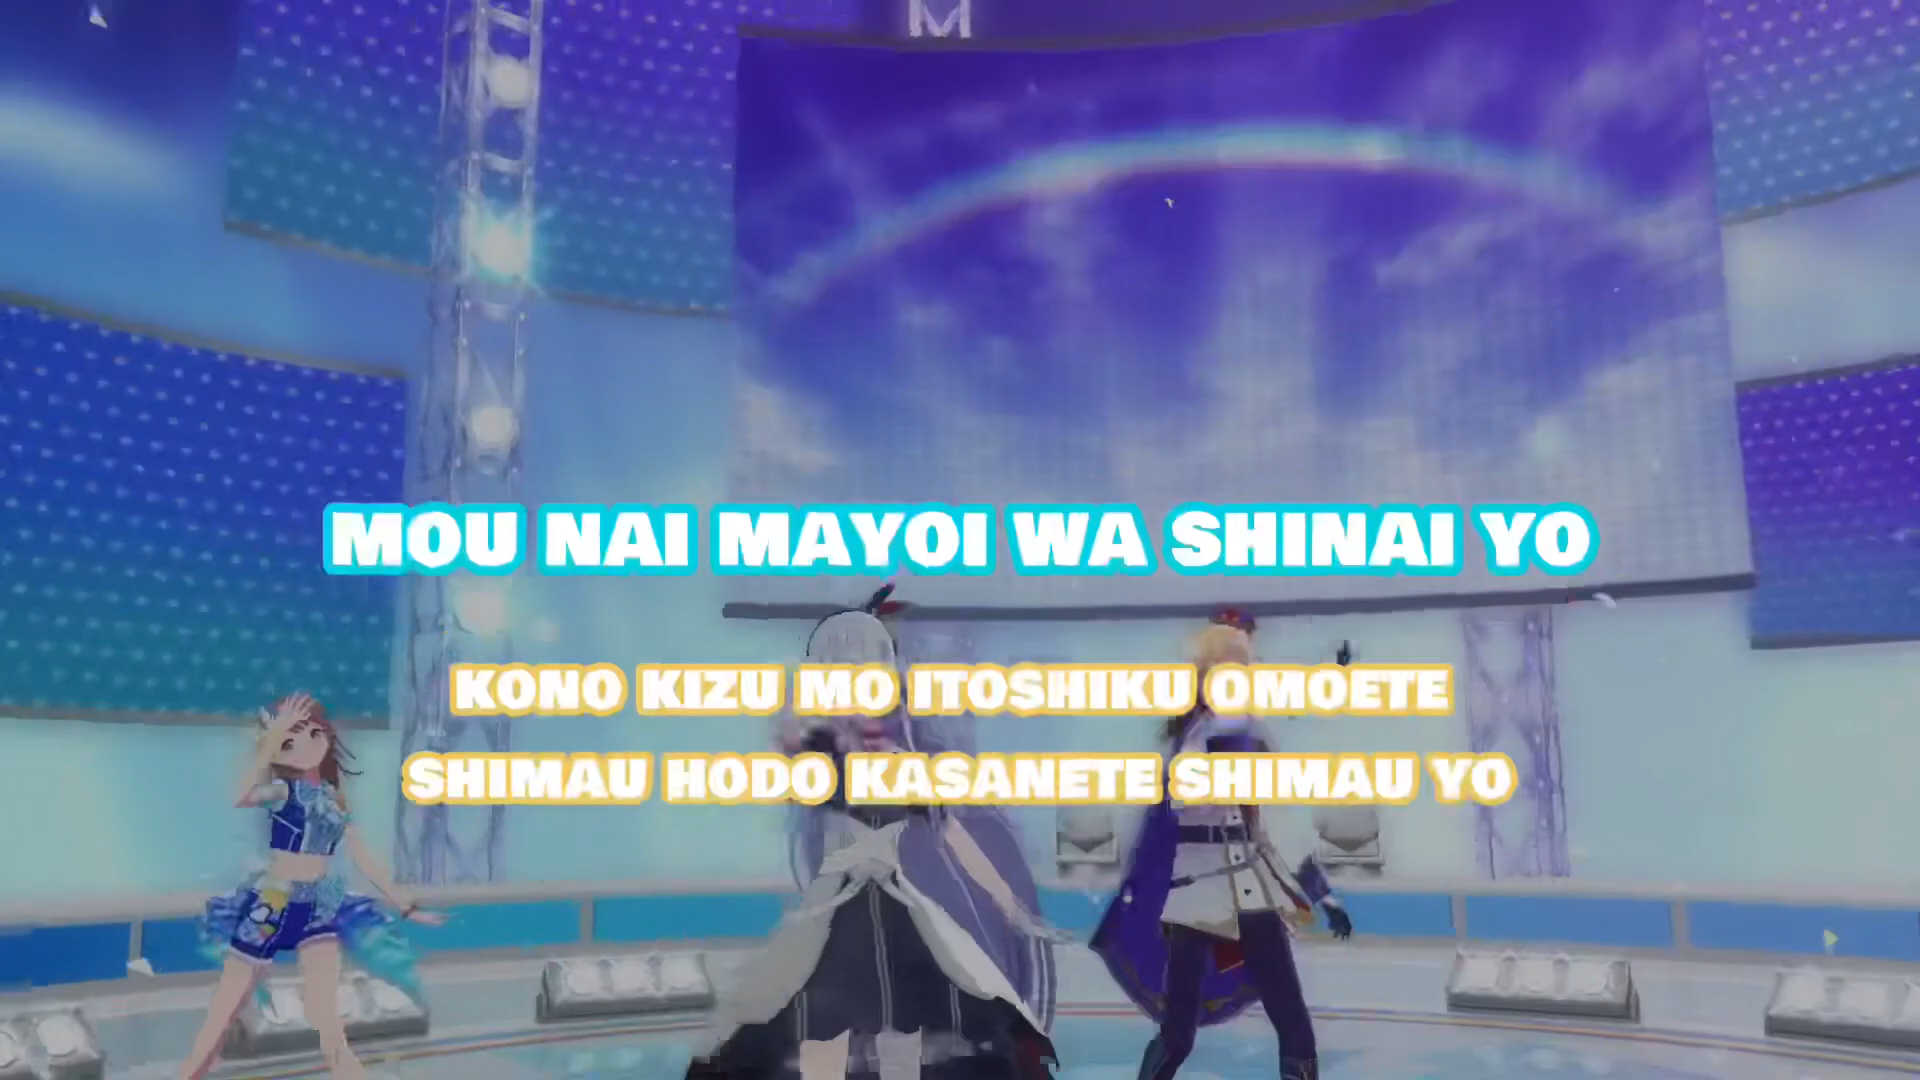 M
MOU NAI MAYOI WA SHINAI YO
KONO KIZU MO ITOSHIKU OMOETE
SHIMAU HODO KASANETE SHIMAU YO